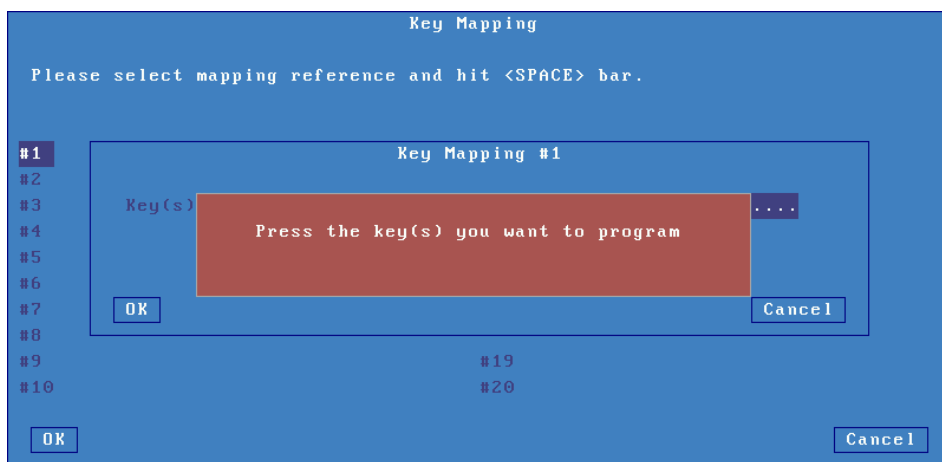 Key Mapping
Please select mapping reference and hit <SPACE> bar.
#1
Key Mapping #1
#2
#3 Key(s) ....
#4 Press the key(s) you want to program
#5
#6
#7 OK Cancel
#8
#9 #19
#10 #20
OK Cancel